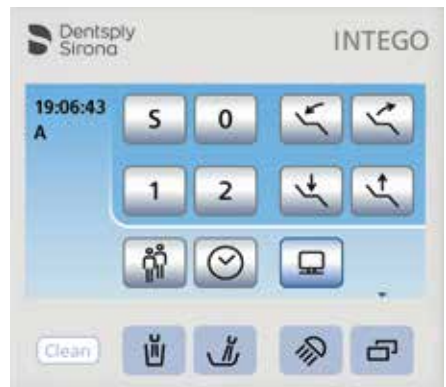 Dentsply
Sirona
INTEGO
19:06:43
A
S 0
1 2
Clean